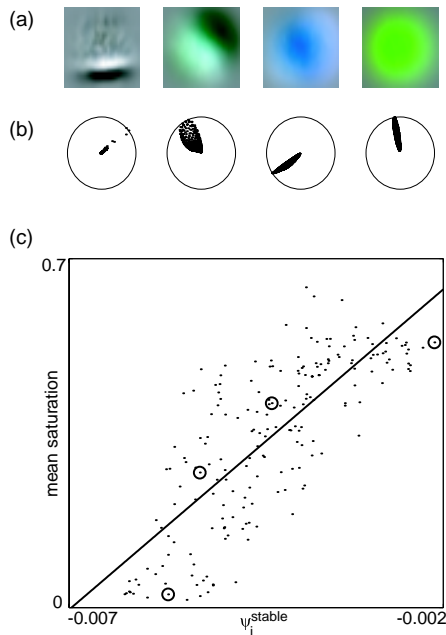 (a)
(b)
(c)
0.7
mean saturation
0
-0.007
ψ_i^stable
-0.002